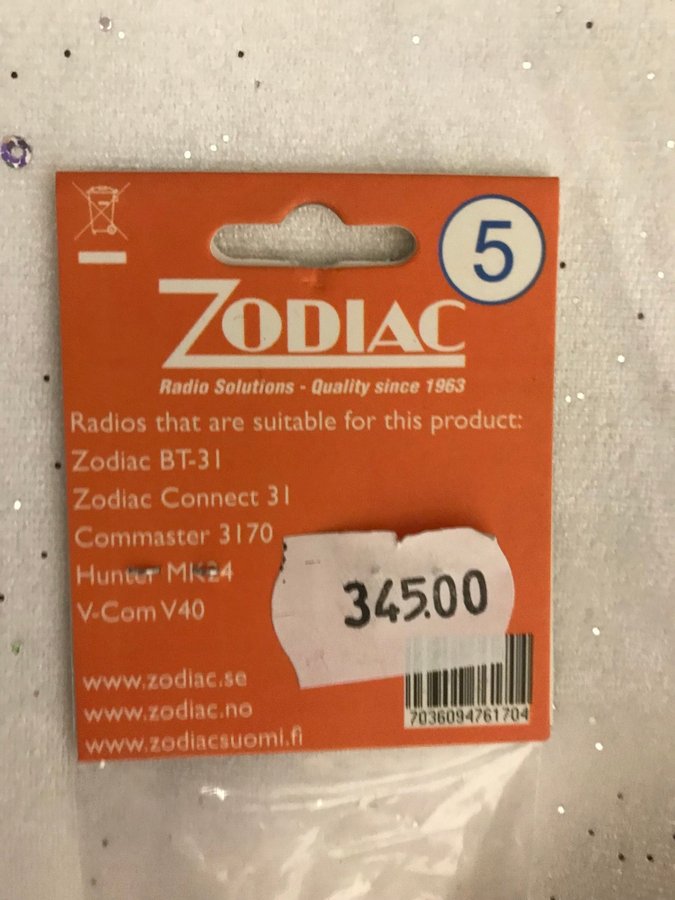 5
ZODIAC
Radio Solutions - Quality since 1963
Radios that are suitable for this product:
Zodiac BT-31
Zodiac Connect 31
Commaster 3170
Hunter MK24
V-Com V40
345.00
www.zodiac.se
www.zodiac.no
www.zodiacsuomi.fi
7036094761704